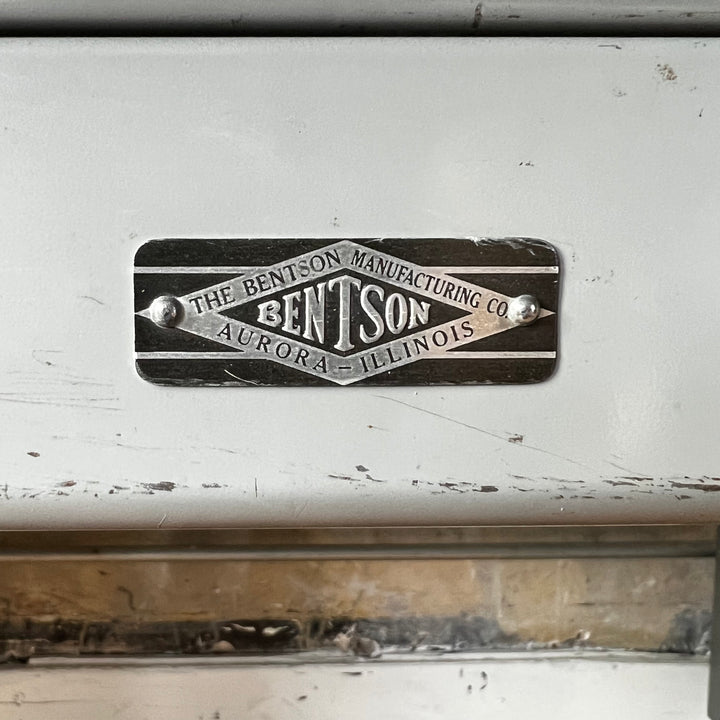 THE BENTSON MANUFACTURING CO.
BENTSON
AURORA – ILLINOIS